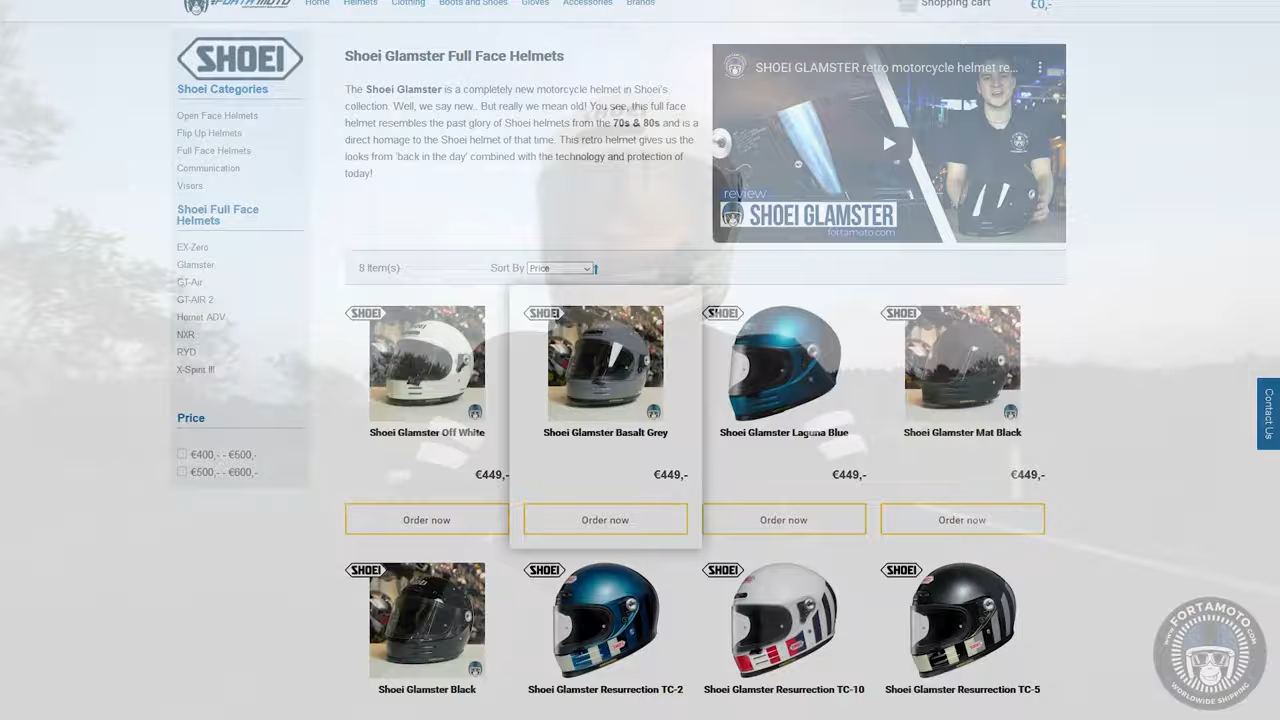 FORTAMOTO
Home
Helmets
Clothing
Boots and Shoes
Gloves
Accessories
Brands
Shopping cart
€0,-
SHOEI
Shoei Categories
Open Face Helmets
Flip Up Helmets
Full Face Helmets
Communication
Visors
Shoei Full Face
Helmets
EX-Zero
Glamster
GT-Air
GT-AIR 2
Hornet ADV
NXR
RYD
X-Spirit III
Price
€400,- - €500,-
€500,- - €600,-
Shoei Glamster Full Face Helmets
The Shoei Glamster is a completely new motorcycle helmet in Shoei's
collection. Well, we say new.. But really we mean old! You see, this full face
helmet resembles the past glory of Shoei helmets from the 70s & 80s and is a
direct homage to the Shoei helmet of that time. This retro helmet gives us the
looks from 'back in the day' combined with the technology and protection of
today!
SHOEI GLAMSTER retro motorcycle helmet re...
review
SHOEI GLAMSTER
fortamoto.com
8 Item(s)
Sort By
Price
SHOEI
SHOEI
SHOEI
SHOEI
Shoei Glamster Off White
Shoei Glamster Basalt Grey
Shoei Glamster Laguna Blue
Shoei Glamster Mat Black
€449,-
€449,-
€449,-
€449,-
Order now
Order now
Order now
Order now
SHOEI
SHOEI
SHOEI
SHOEI
Shoei Glamster Black
Shoei Glamster Resurrection TC-2
Shoei Glamster Resurrection TC-10
Shoei Glamster Resurrection TC-5
Contact Us
WWW.FORTAMOTO.COM
WORLDWIDE SHIPPING